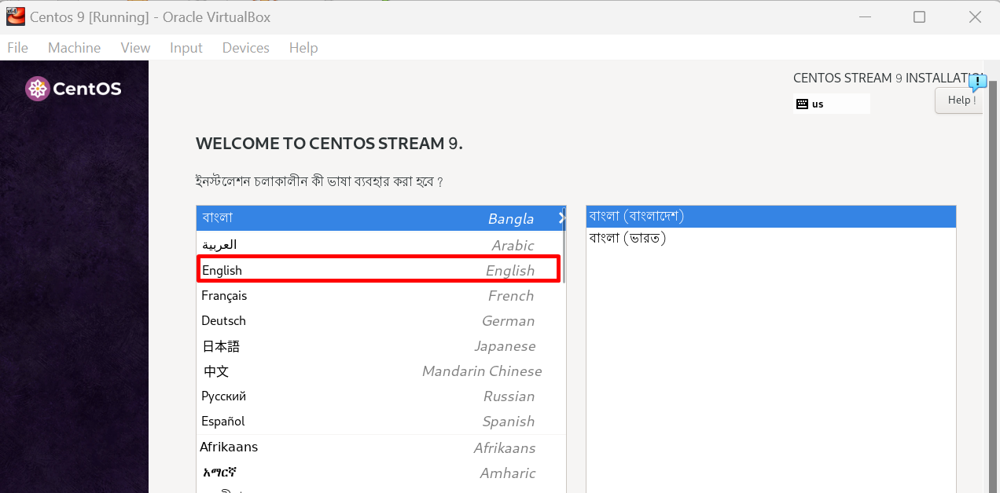 Centos 9 [Running] - Oracle VirtualBox
File Machine View Input Devices Help
CentOS
CENTOS STREAM 9 INSTALLATION
us
Help !
WELCOME TO CENTOS STREAM 9.
ইনস্টলেশন চলাকালীন কী ভাষা ব্যবহার করা হবে ?
বাংলা Bangla
العربية Arabic
English English
Français French
Deutsch German
日本語 Japanese
中文 Mandarin Chinese
Русский Russian
Español Spanish
Afrikaans Afrikaans
አማርኛ Amharic
বাংলা (বাংলাদেশ)
বাংলা (ভারত)